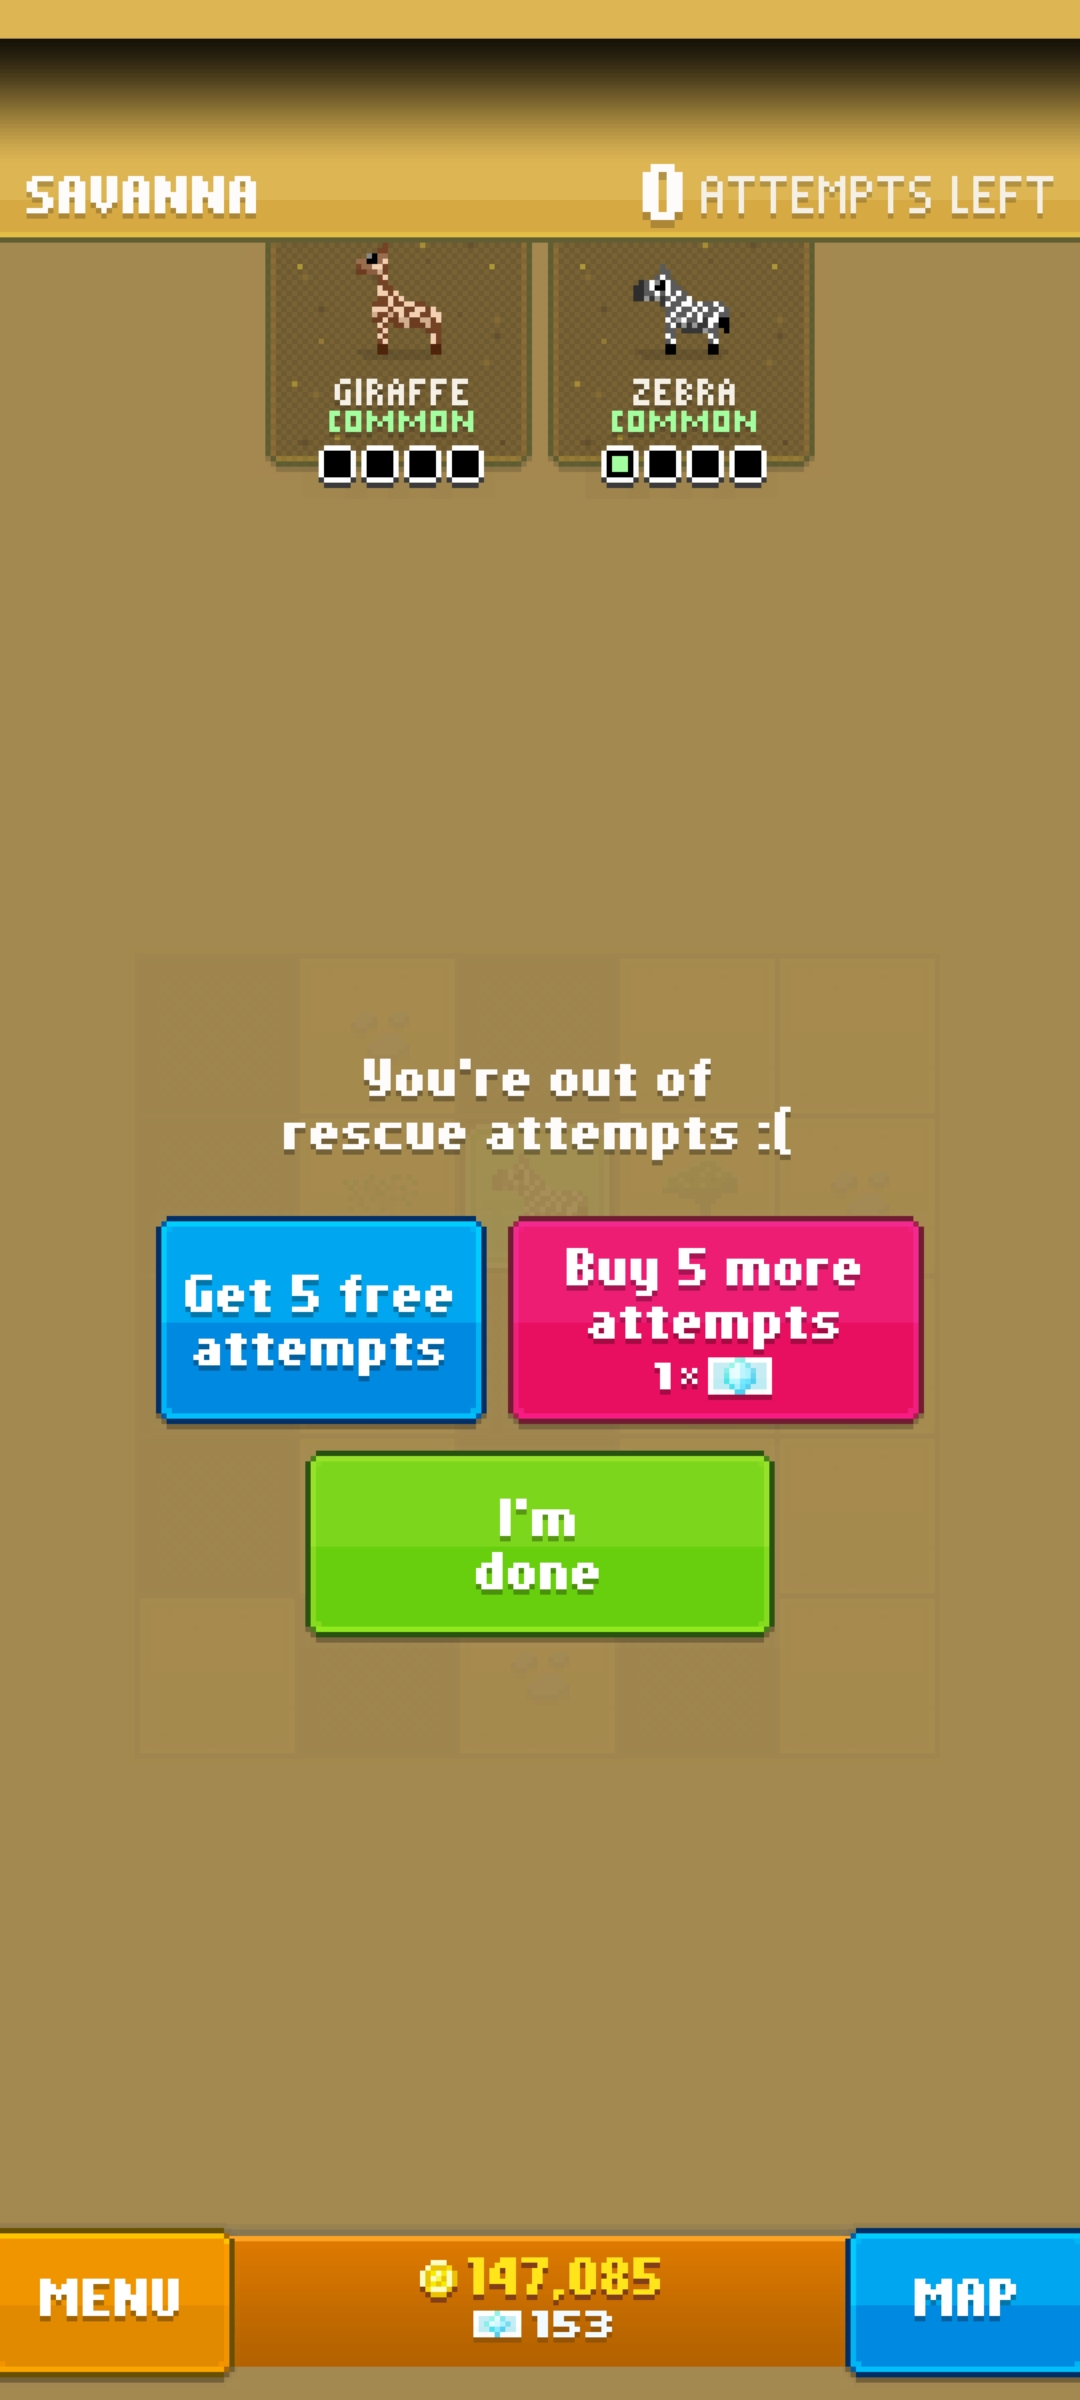 SAVANNA
0 ATTEMPTS LEFT
GIRAFFE
COMMON
ZEBRA
COMMON
You're out of
rescue attempts :(
Get 5 free
attempts
Buy 5 more
attempts
1×
I'm
done
MENU
147,085
153
MAP